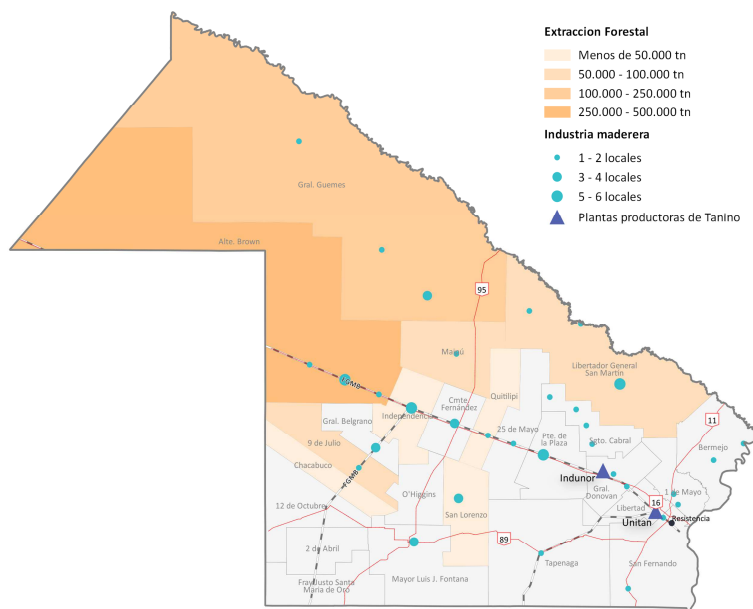 Extraccion Forestal
Menos de 50.000 tn
50.000 - 100.000 tn
100.000 - 250.000 tn
250.000 - 500.000 tn
Industria maderera
1 - 2 locales
3 - 4 locales
5 - 6 locales
Plantas productoras de Tanino
Gral. Guemes
Alte. Brown
95
Maipú
Libertador General
San Martín
FGMB
Quitilipi
Cmte.
Fernández
Independencia
Gral. Belgrano
25 de Mayo
Pte. de
la Plaza
Sgto. Cabral
11
Bermejo
9 de Julio
Chacabuco
FGMB
Indunor
Gral.
Donovan
O'Higgins
San Lorenzo
1 de Mayo
16
Libertad
Unitan
Resistencia
12 de Octubre
89
2 de Abril
Tapenaga
San Fernando
Fray Justo Santa
María de Oro
Mayor Luis J. Fontana